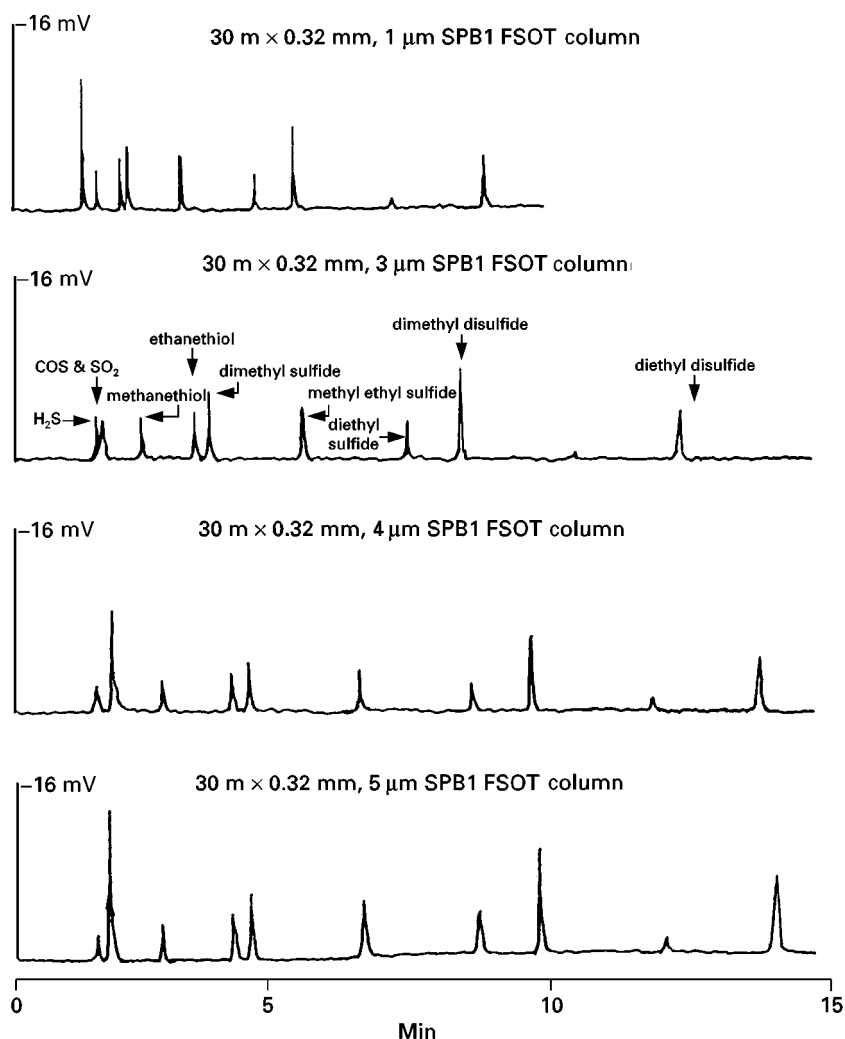 –16 mV
30 m × 0.32 mm, 1 μm SPB1 FSOT column
–16 mV
30 m × 0.32 mm, 3 μm SPB1 FSOT column
dimethyl disulfide
ethanethiol
diethyl disulfide
COS & SO₂
dimethyl sulfide
methanethiol
methyl ethyl sulfide
H₂S
diethyl
sulfide
–16 mV
30 m × 0.32 mm, 4 μm SPB1 FSOT column
–16 mV
30 m × 0.32 mm, 5 μm SPB1 FSOT column
0 5 10 15
Min